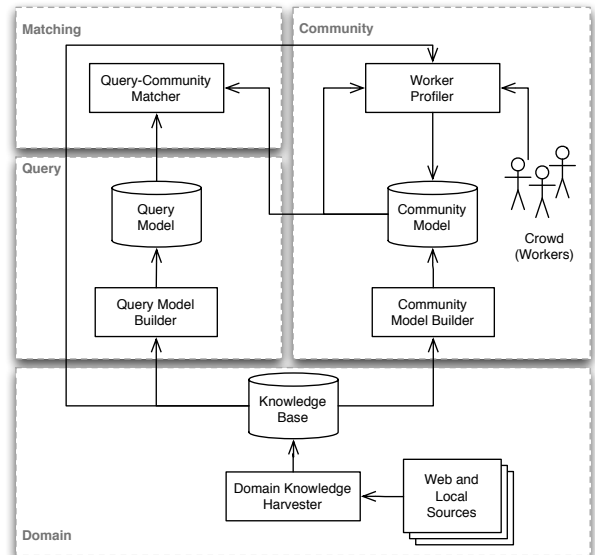 Matching
Community
Query-Community
Matcher
Worker
Profiler
Query
Query
Model
Community
Model
Crowd
(Workers)
Query Model
Builder
Community
Model Builder
Knowledge
Base
Domain Knowledge
Harvester
Web and
Local
Sources
Domain